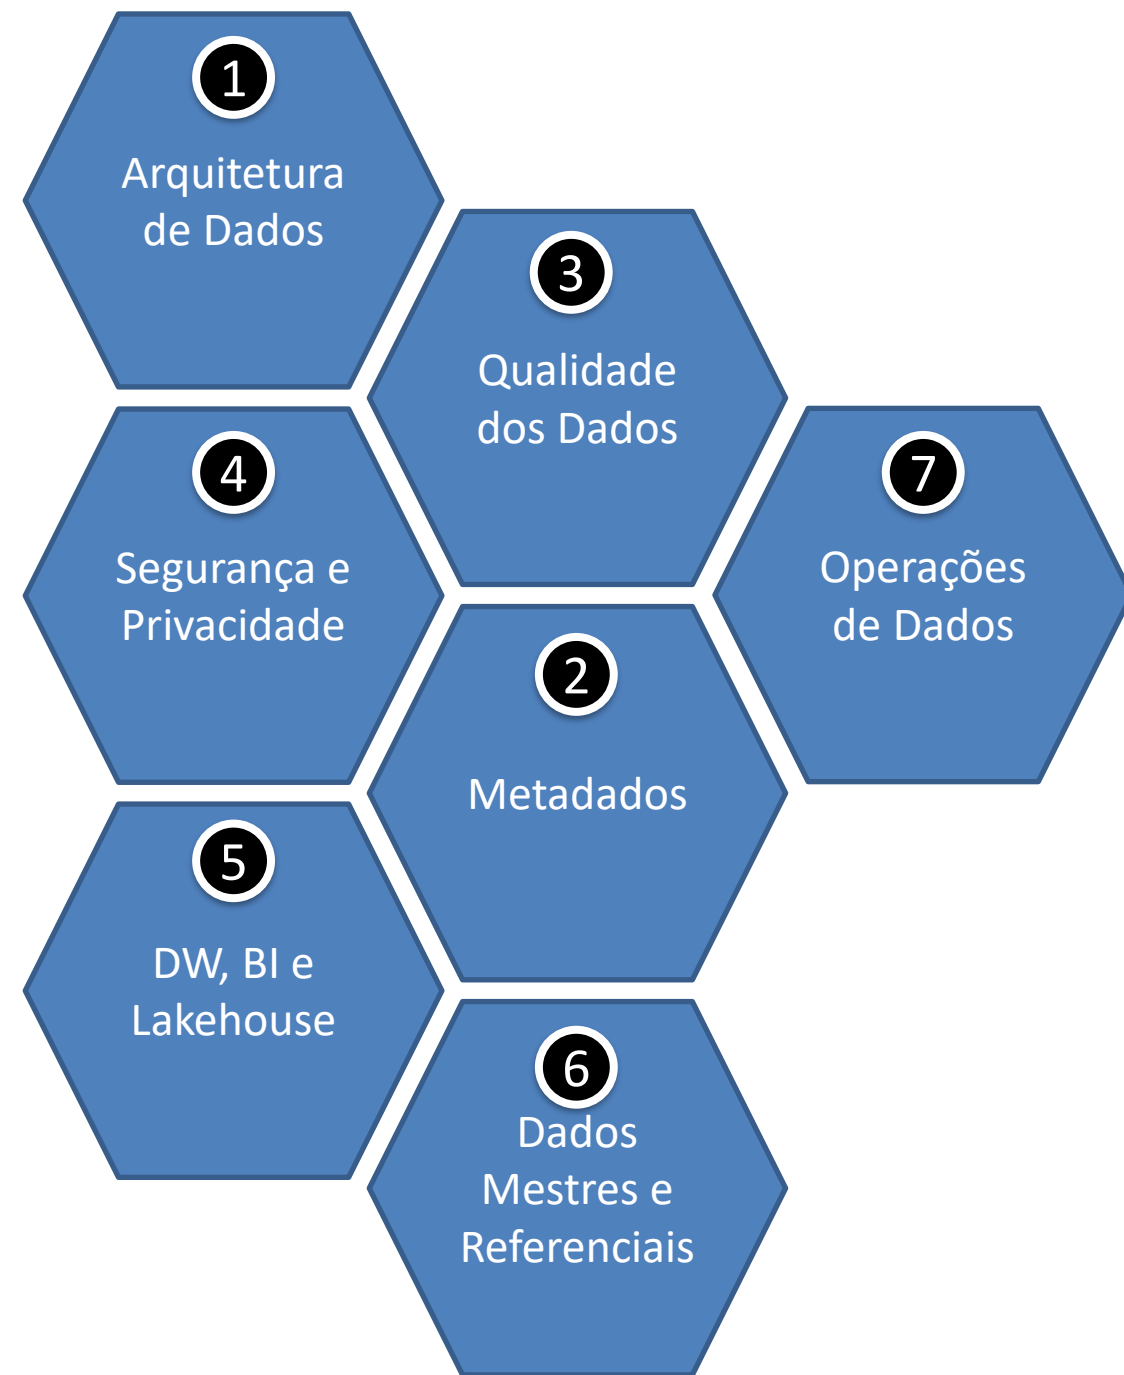 1
Arquitetura
de Dados
3
Qualidade
dos Dados
4
Segurança e
Privacidade
7
Operações
de Dados
2
Metadados
5
DW, BI e
Lakehouse
6
Dados
Mestres e
Referenciais